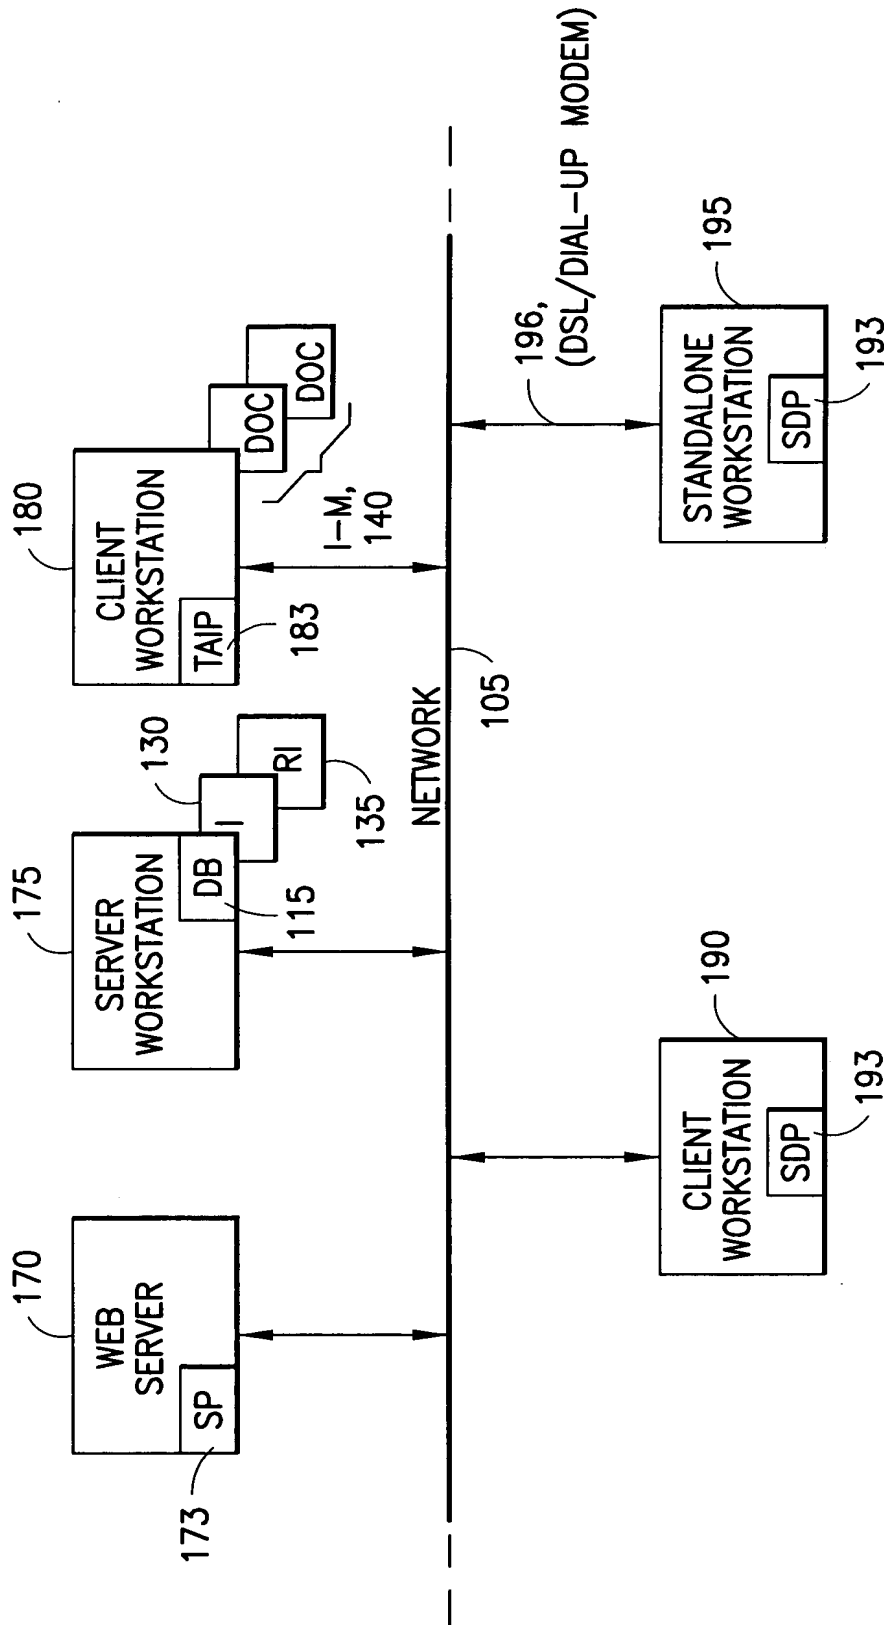 170
WEB
SERVER
SP
173
175
SERVER
WORKSTATION
DB
115
I
130
RI
135
180
CLIENT
WORKSTATION
TAIP
183
DOC
DOC
I-M,
140
NETWORK
105
196,
(DSL/DIAL-UP MODEM)
190
CLIENT
WORKSTATION
SDP
193
195
STANDALONE
WORKSTATION
SDP
193